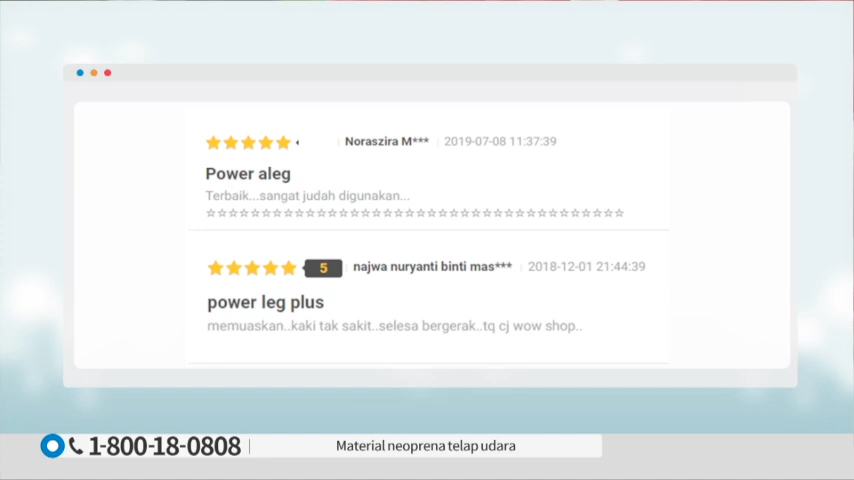 Noraszira M*** 2019-07-08 11:37:39
Power aleg
Terbaik...sangat judah digunakan...
☆☆☆☆☆☆☆☆☆☆☆☆☆☆☆☆☆☆☆☆☆☆☆☆☆☆☆☆☆☆☆☆☆☆☆☆☆☆
5 najwa nuryanti binti mas*** 2018-12-01 21:44:39
power leg plus
memuaskan..kaki tak sakit..selesa bergerak..tq cj wow shop..
1-800-18-0808 Material neoprena telap udara